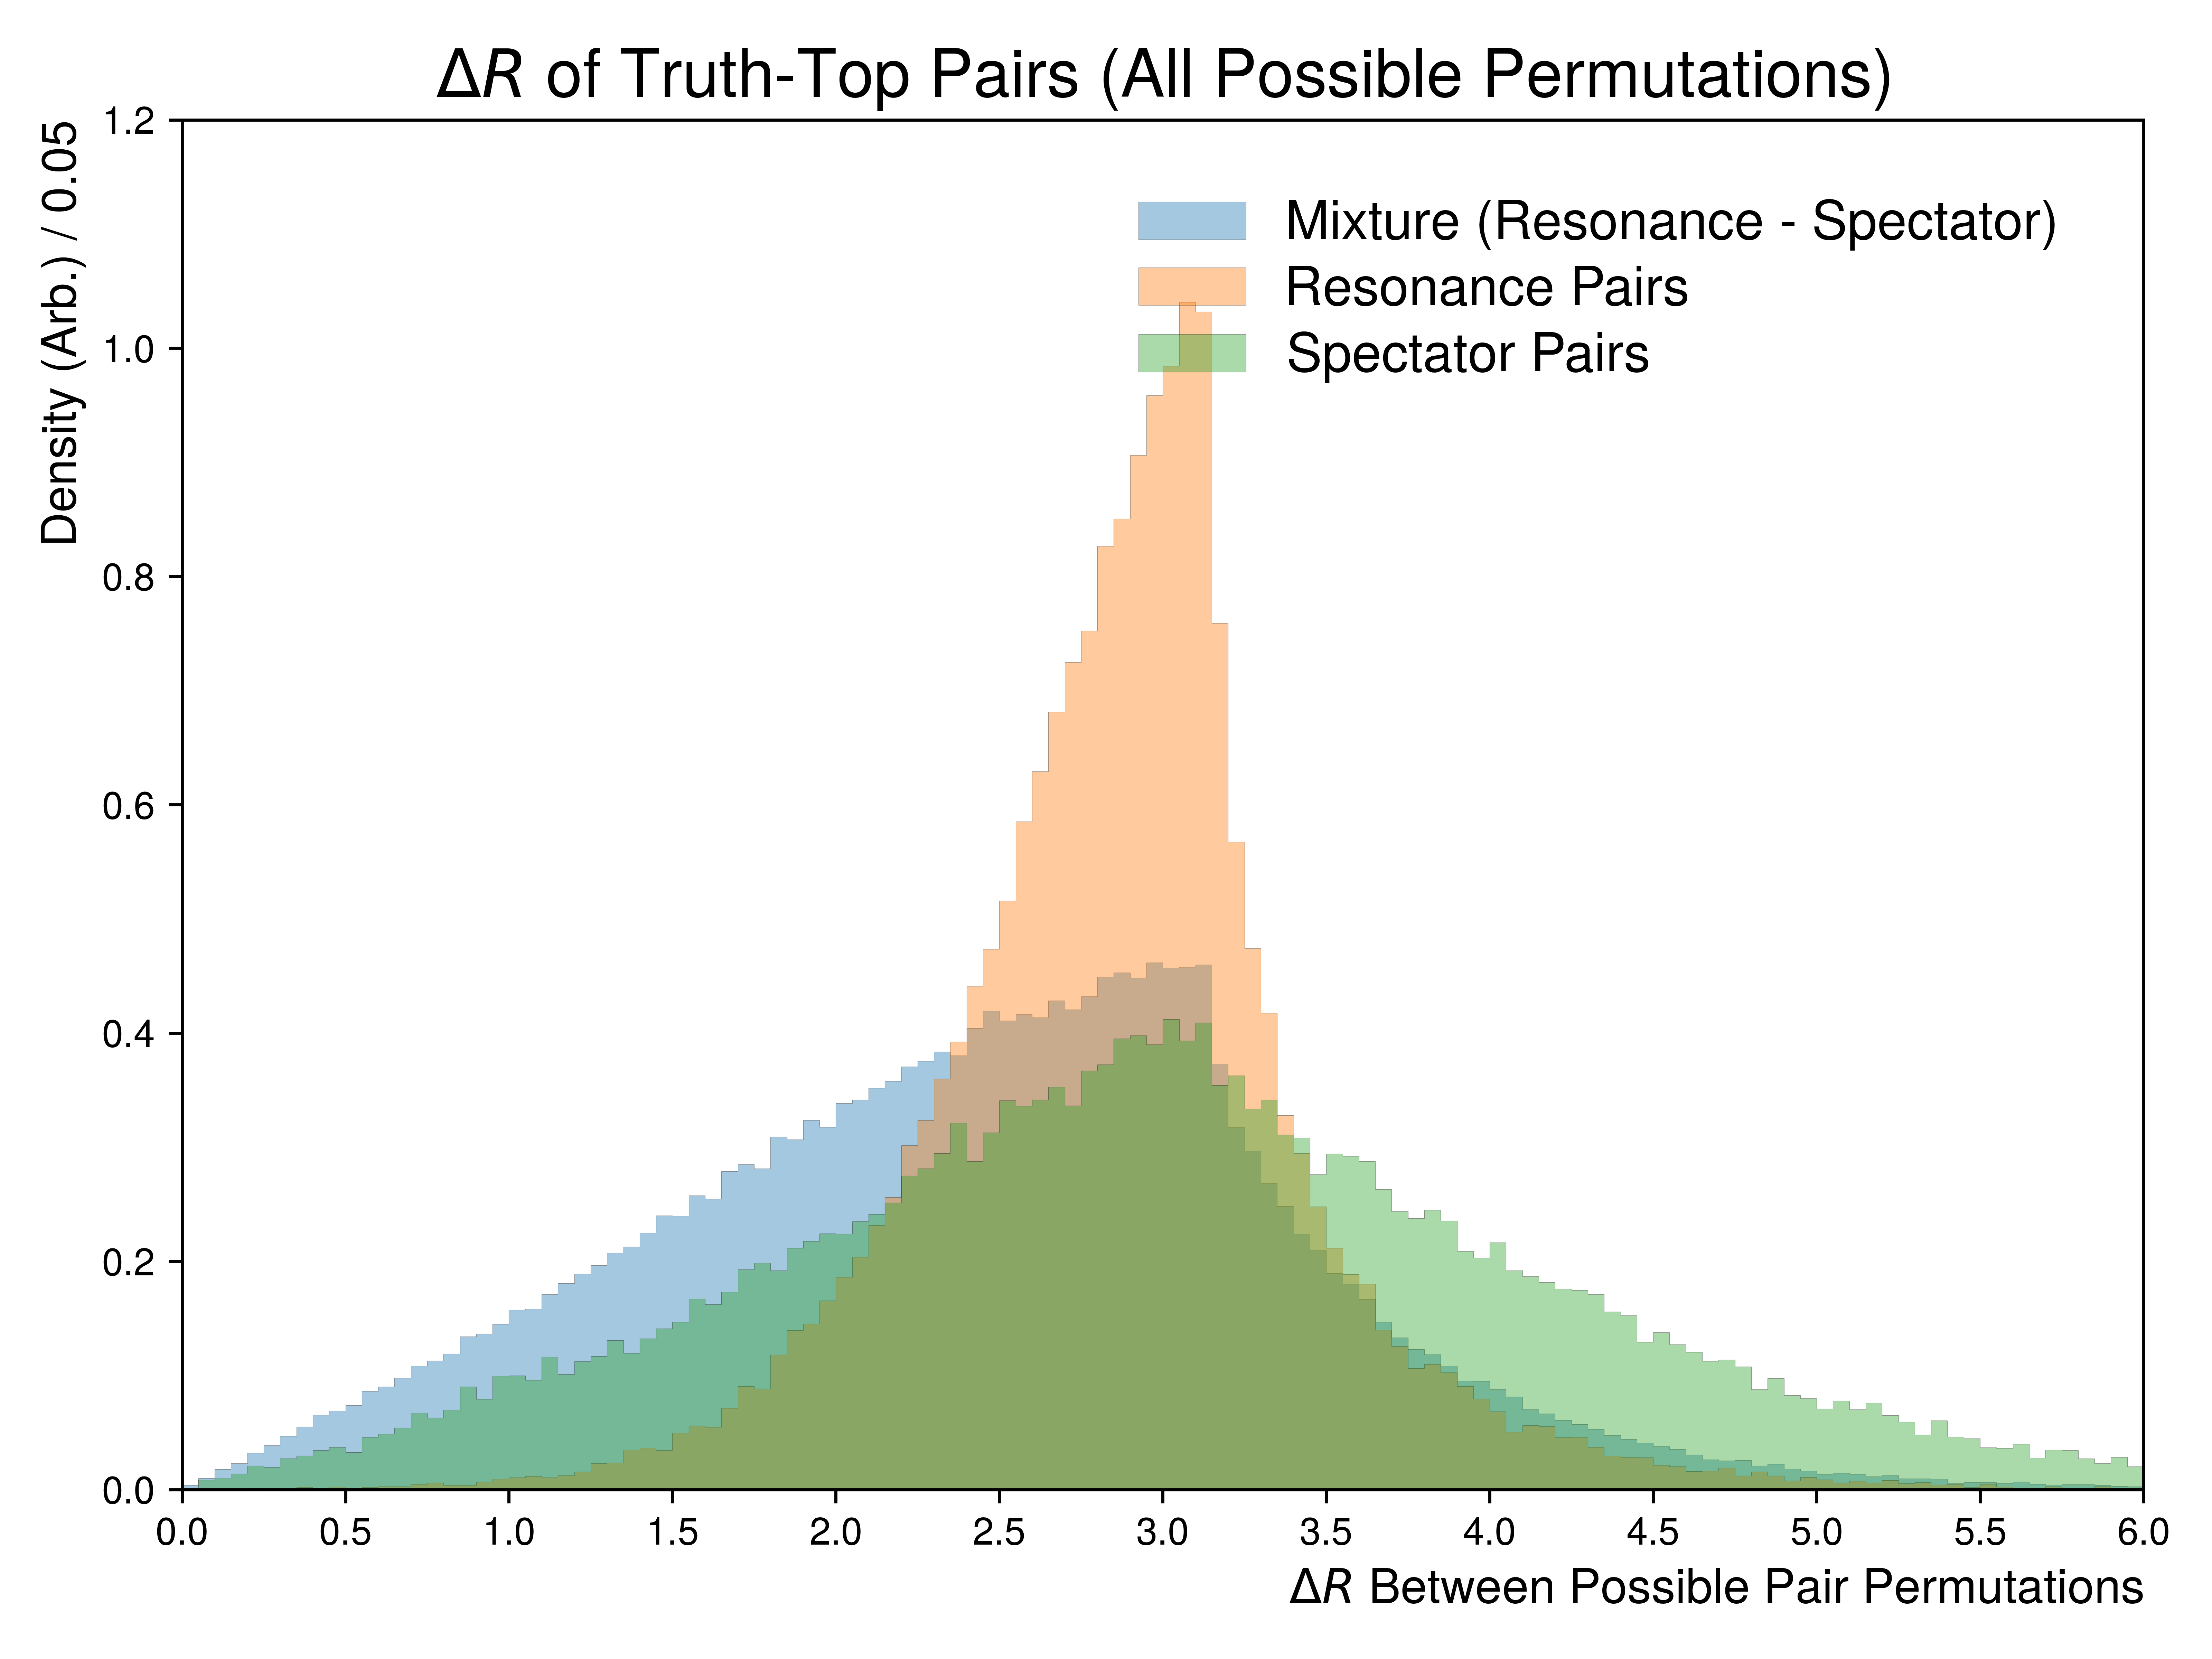 ΔR of Truth-Top Pairs (All Possible Permutations)
Density (Arb.) / 0.05
1.2
1.0
0.8
0.6
0.4
0.2
0.0
Mixture (Resonance - Spectator)
Resonance Pairs
Spectator Pairs
0.0 0.5 1.0 1.5 2.0 2.5 3.0 3.5 4.0 4.5 5.0 5.5 6.0
ΔR Between Possible Pair Permutations